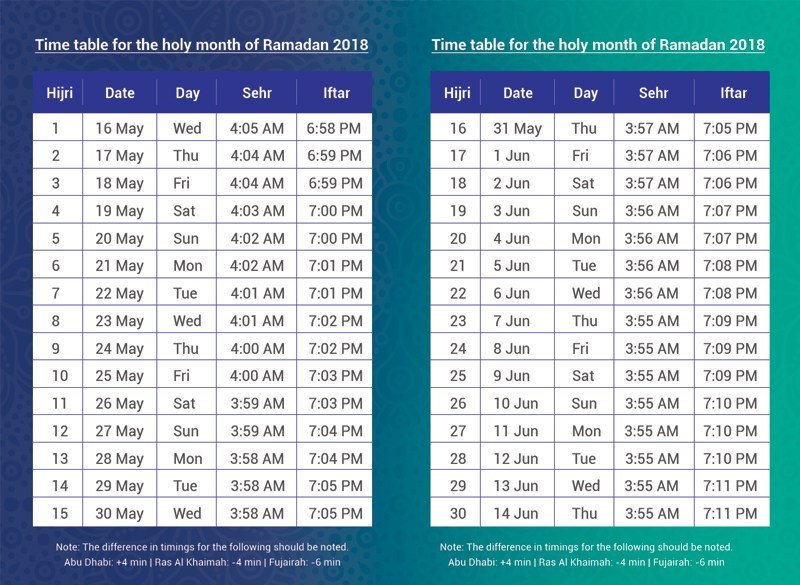 Time table for the holy month of Ramadan 2018
Hijri Date Day Sehr Iftar
1 16 May Wed 4:05 AM 6:58 PM
2 17 May Thu 4:04 AM 6:59 PM
3 18 May Fri 4:04 AM 6:59 PM
4 19 May Sat 4:03 AM 7:00 PM
5 20 May Sun 4:02 AM 7:00 PM
6 21 May Mon 4:02 AM 7:01 PM
7 22 May Tue 4:01 AM 7:01 PM
8 23 May Wed 4:01 AM 7:02 PM
9 24 May Thu 4:00 AM 7:02 PM
10 25 May Fri 4:00 AM 7:03 PM
11 26 May Sat 3:59 AM 7:03 PM
12 27 May Sun 3:59 AM 7:04 PM
13 28 May Mon 3:58 AM 7:04 PM
14 29 May Tue 3:58 AM 7:05 PM
15 30 May Wed 3:58 AM 7:05 PM
Note: The difference in timings for the following should be noted.
Abu Dhabi: +4 min | Ras Al Khaimah: -4 min | Fujairah: -6 min
Time table for the holy month of Ramadan 2018
Hijri Date Day Sehr Iftar
16 31 May Thu 3:57 AM 7:05 PM
17 1 Jun Fri 3:57 AM 7:06 PM
18 2 Jun Sat 3:57 AM 7:06 PM
19 3 Jun Sun 3:56 AM 7:07 PM
20 4 Jun Mon 3:56 AM 7:07 PM
21 5 Jun Tue 3:56 AM 7:08 PM
22 6 Jun Wed 3:56 AM 7:08 PM
23 7 Jun Thu 3:55 AM 7:09 PM
24 8 Jun Fri 3:55 AM 7:09 PM
25 9 Jun Sat 3:55 AM 7:09 PM
26 10 Jun Sun 3:55 AM 7:10 PM
27 11 Jun Mon 3:55 AM 7:10 PM
28 12 Jun Tue 3:55 AM 7:10 PM
29 13 Jun Wed 3:55 AM 7:11 PM
30 14 Jun Thu 3:55 AM 7:11 PM
Note: The difference in timings for the following should be noted.
Abu Dhabi: +4 min | Ras Al Khaimah: -4 min | Fujairah: -6 min